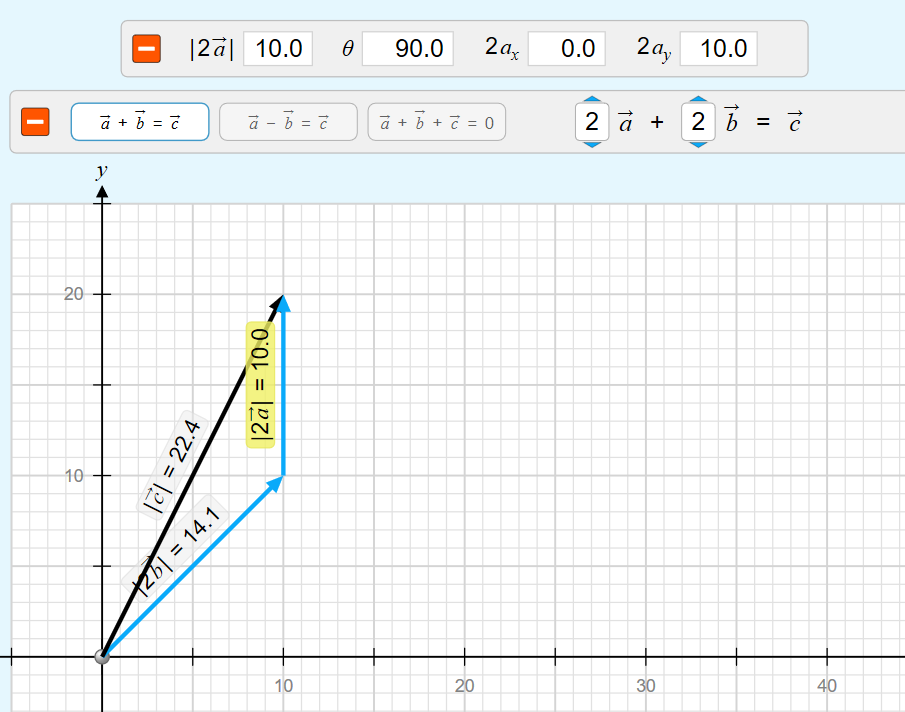 |2a⃗| 10.0 θ 90.0 2aₓ 0.0 2a_y 10.0
a⃗ + b⃗ = c⃗ a⃗ − b⃗ = c⃗ a⃗ + b⃗ + c⃗ = 0 2 a⃗ + 2 b⃗ = c⃗
y
20
|2a⃗| = 10.0
|c⃗| = 22.4
10
|2b⃗| = 14.1
10 20 30 40